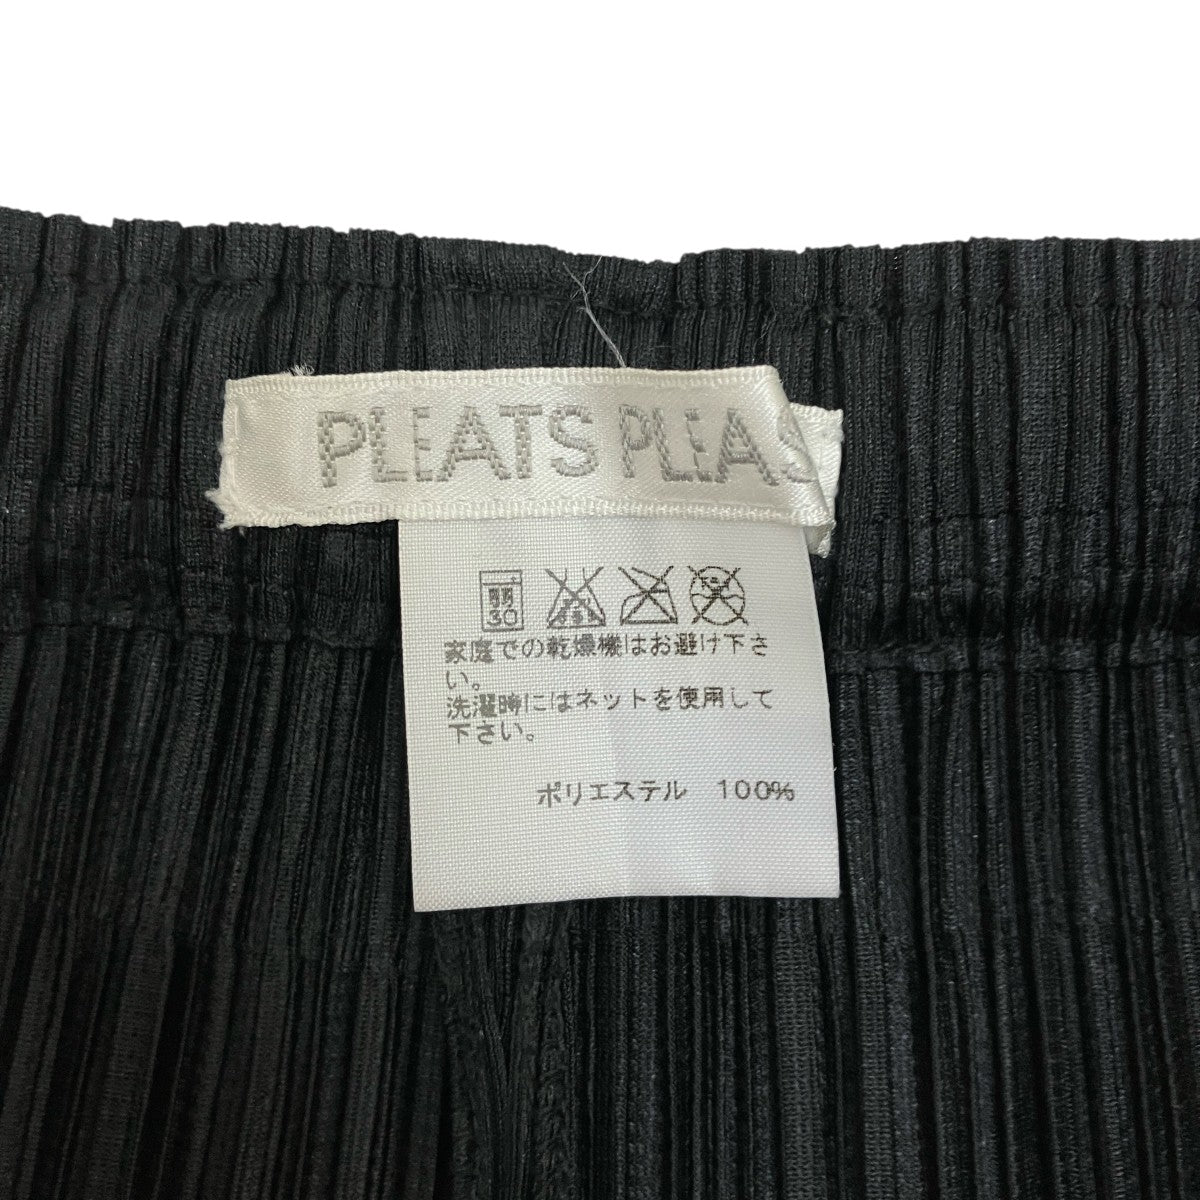 PLEATS PLEAS
弱
30
家庭での乾燥機はお避け下さ
い。
洗濯時にはネットを使用して
下さい。
ポリエステル 100%